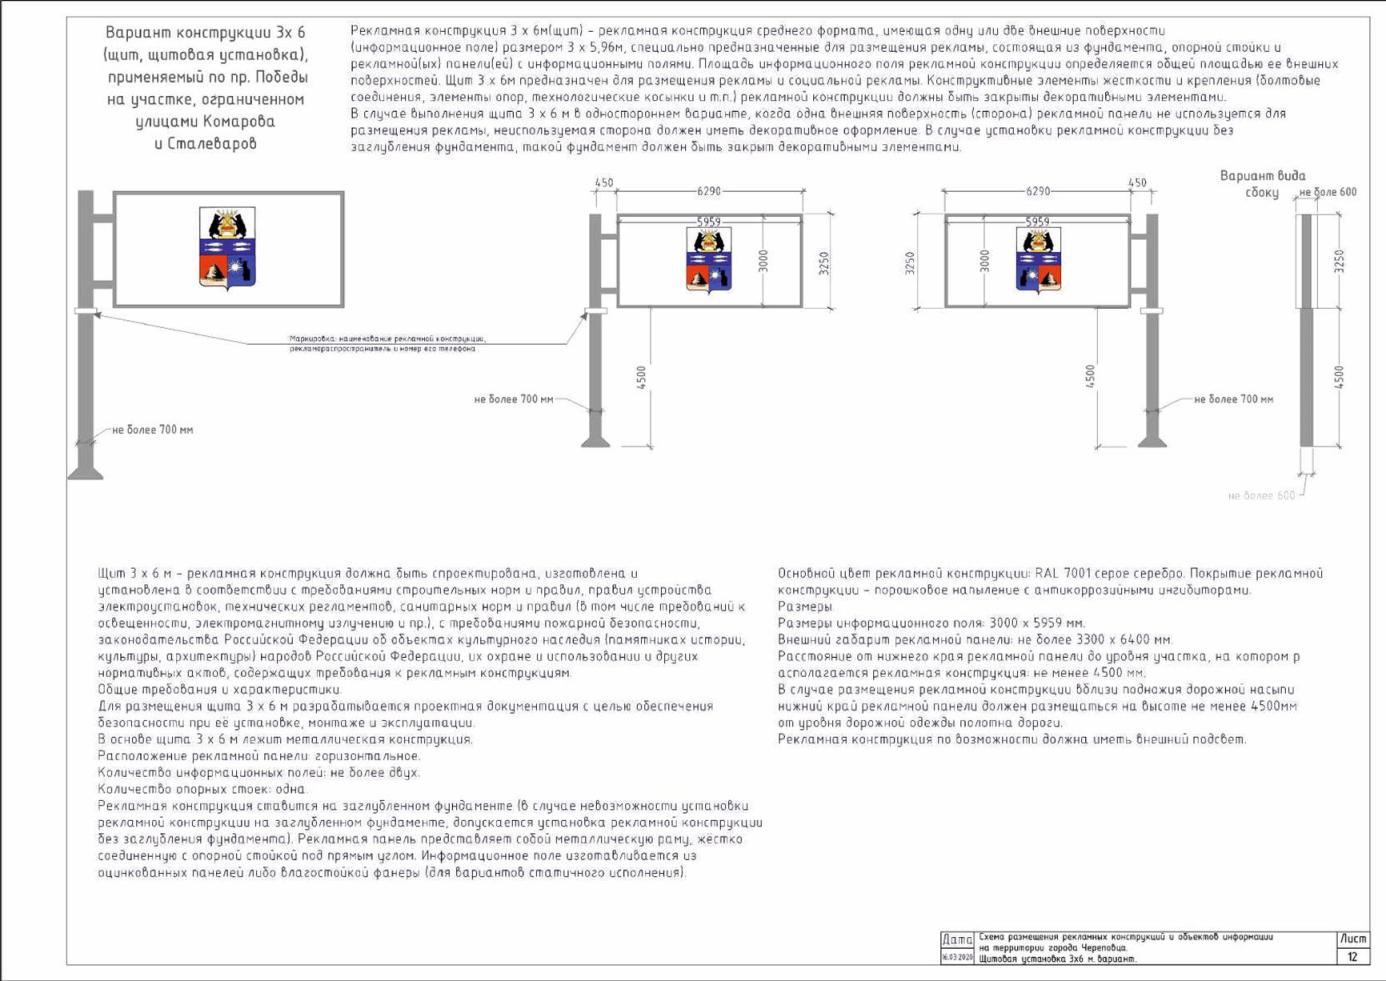 Вариант конструкции 3х 6
(щит, щитовая установка),
применяемый по пр. Победы
на участке, ограниченном
улицами Комарова
и Сталеваров
Рекламная конструкция 3 х 6м(щит) – рекламная конструкция среднего формата, имеющая одну или две внешние поверхности
(информационное поле) размером 3 х 5,96м, специально предназначенные для размещения рекламы, состоящая из фундамента, опорной стойки и
рекламной(ых) панели(ей) с информационными полями. Площадь информационного поля рекламной конструкции определяется общей площадью ее внешних
поверхностей. Щит 3 х 6м предназначен для размещения рекламы и социальной рекламы. Конструктивные элементы жесткости и крепления (болтовые
соединения, элементы опор, технологические косынки и т.п.) рекламной конструкции должны быть закрыты декоративными элементами.
В случае выполнения щита 3 х 6 м в одностороннем варианте, когда одна внешняя поверхность (сторона) рекламной панели не используется для
размещения рекламы, неиспользуемая сторона должен иметь декоративное оформление. В случае установки рекламной конструкции без
заглубления фундамента, такой фундамент должен быть закрыт декоративными элементами.
450
6290
5959
3000
3250
4500
не более 700 мм
6290
450
5959
3000
3250
4500
не более 700 мм
Вариант вида
сбоку
не боле 600
3250
4500
не более 600
Маркировка: наименование рекламной конструкции,
рекламораспространитель и номер его телефона
не более 700 мм
Щит 3 х 6 м – рекламная конструкция должна быть спроектирована, изготовлена и
установлена в соответствии с требованиями строительных норм и правил, правил устройства
электроустановок, технических регламентов, санитарных норм и правил (в том числе требований к
освещенности, электромагнитному излучению и пр.), с требованиями пожарной безопасности,
законодательства Российской Федерации об объектах культурного наследия (памятниках истории,
культуры, архитектуры) народов Российской Федерации, их охране и использовании и других
нормативных актов, содержащих требования к рекламным конструкциям.
Общие требования и характеристики.
Для размещения щита 3 х 6 м разрабатывается проектная документация с целью обеспечения
безопасности при её установке, монтаже и эксплуатации.
В основе щита 3 х 6 м лежит металлическая конструкция.
Расположение рекламной панели: горизонтальное.
Количество информационных полей: не более двух.
Количество опорных стоек: одна.
Рекламная конструкция ставится на заглубленном фундаменте (в случае невозможности установки
рекламной конструкции на заглубленном фундаменте, допускается установка рекламной конструкции
без заглубления фундамента). Рекламная панель представляет собой металлическую раму, жёстко
соединенную с опорной стойкой под прямым углом. Информационное поле изготавливается из
оцинкованных панелей либо влагостойкой фанеры (для вариантов статичного исполнения).
Основной цвет рекламной конструкции: RAL 7001 серое серебро. Покрытие рекламной
конструкции – порошковое напыление с антикоррозийными ингибиторами.
Размеры
Размеры информационного поля: 3000 х 5959 мм.
Внешний габарит рекламной панели: не более 3300 х 6400 мм.
Расстояние от нижнего края рекламной панели до уровня участка, на котором р
асполагается рекламная конструкция: не менее 4500 мм.
В случае размещения рекламной конструкции вблизи подножия дорожной насыпи
нижний край рекламной панели должен размещаться на высоте не менее 4500мм
от уровня дорожной одежды полотна дороги.
Рекламная конструкция по возможности должна иметь внешний подсвет.
Дата
16.03.2020
Схема размещения рекламных конструкций и объектов информации
на территории города Череповца.
Щитовая установка 3х6 м. вариант.
Лист
12